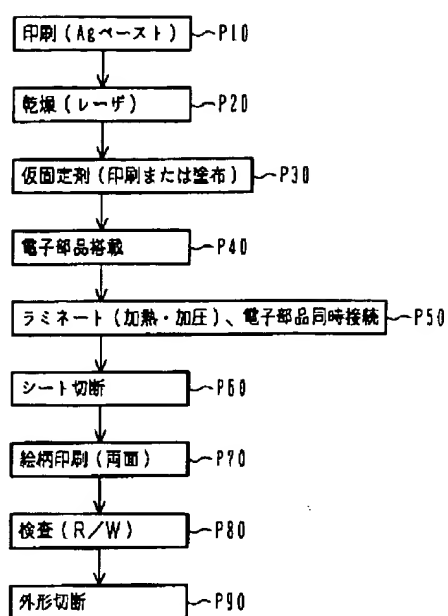 印刷(Agペースト) P10
乾燥(レーザ) P20
仮固定剤(印刷または塗布) P30
電子部品搭載 P40
ラミネート(加熱・加圧)、電子部品同時接続 P50
シート切断 P60
絵柄印刷(両面) P70
検査(R/W) P80
外形切断 P90